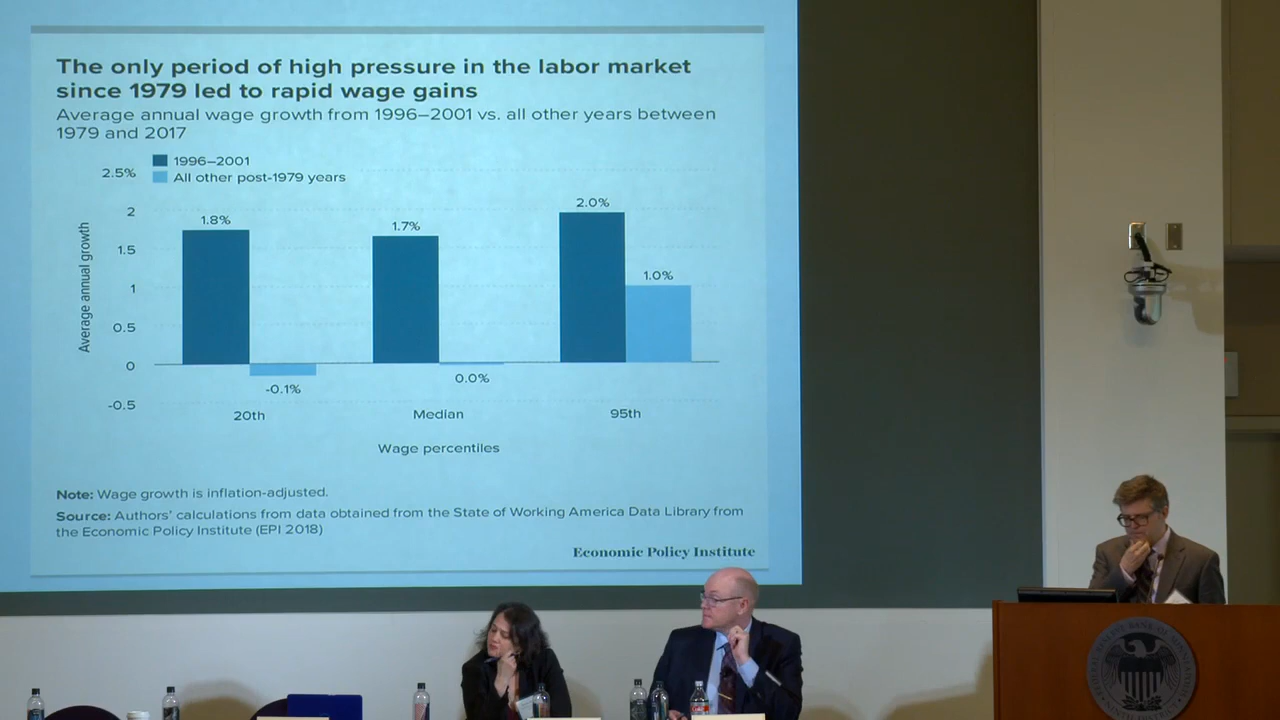 The only period of high pressure in the labor market
since 1979 led to rapid wage gains
Average annual wage growth from 1996–2001 vs. all other years between
1979 and 2017
1996–2001
All other post-1979 years
2.5%
2
1.5
1
0.5
0
-0.5
Average annual growth
1.8%
-0.1%
1.7%
0.0%
2.0%
1.0%
20th
Median
95th
Wage percentiles
Note: Wage growth is inflation-adjusted.
Source: Authors’ calculations from data obtained from the State of Working America Data Library from
the Economic Policy Institute (EPI 2018)
Economic Policy Institute